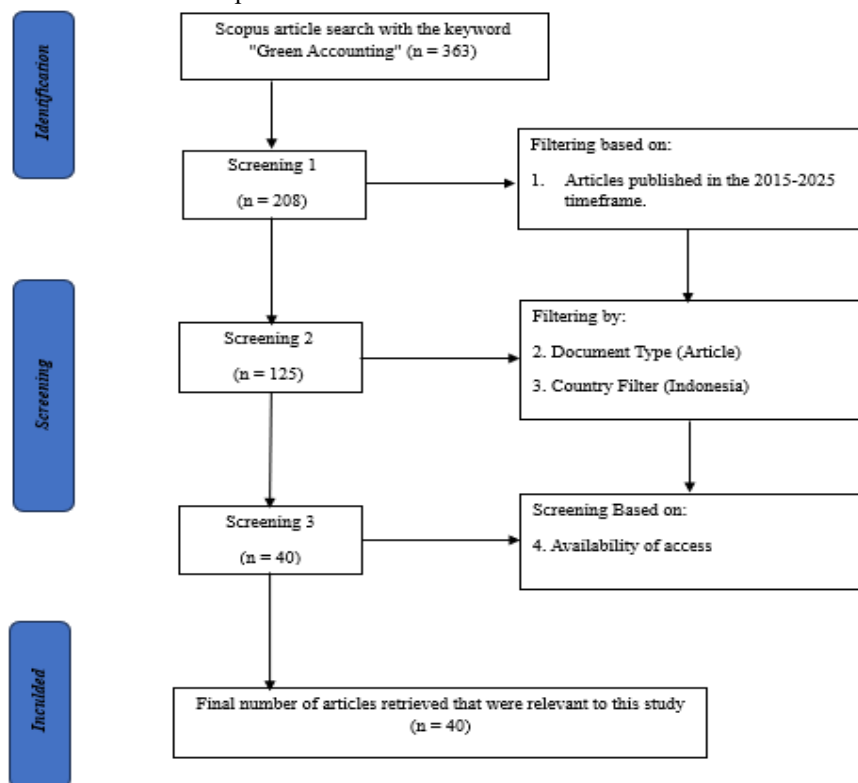 Scopus article search with the keyword
"Green Accounting" (n = 363)
Identification
Screening 1
(n = 208)
Filtering based on:
1. Articles published in the 2015-2025
timeframe.
Screening
Screening 2
(n = 125)
Filtering by:
2. Document Type (Article)
3. Country Filter (Indonesia)
Screening 3
(n = 40)
Screening Based on:
4. Availability of access
Inculded
Final number of articles retrieved that were relevant to this study
(n = 40)